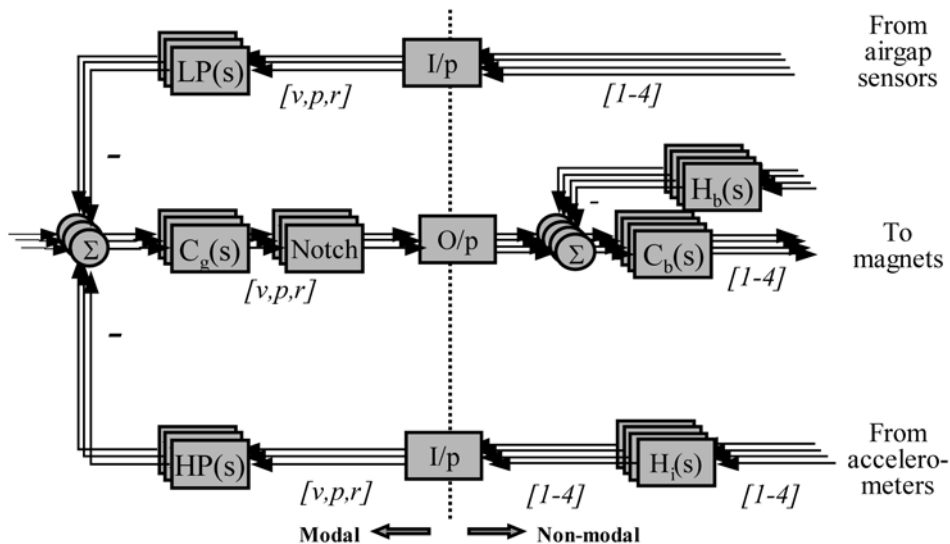 LP(s)
I/p
From
airgap
sensors
[v,p,r]
[1-4]
-
H_b(s)
-
Σ
C_g(s)
Notch
O/p
Σ
C_b(s)
To
magnets
[v,p,r]
[1-4]
-
HP(s)
I/p
H_i(s)
From
accelero-
meters
[v,p,r]
[1-4]
[1-4]
Modal
Non-modal